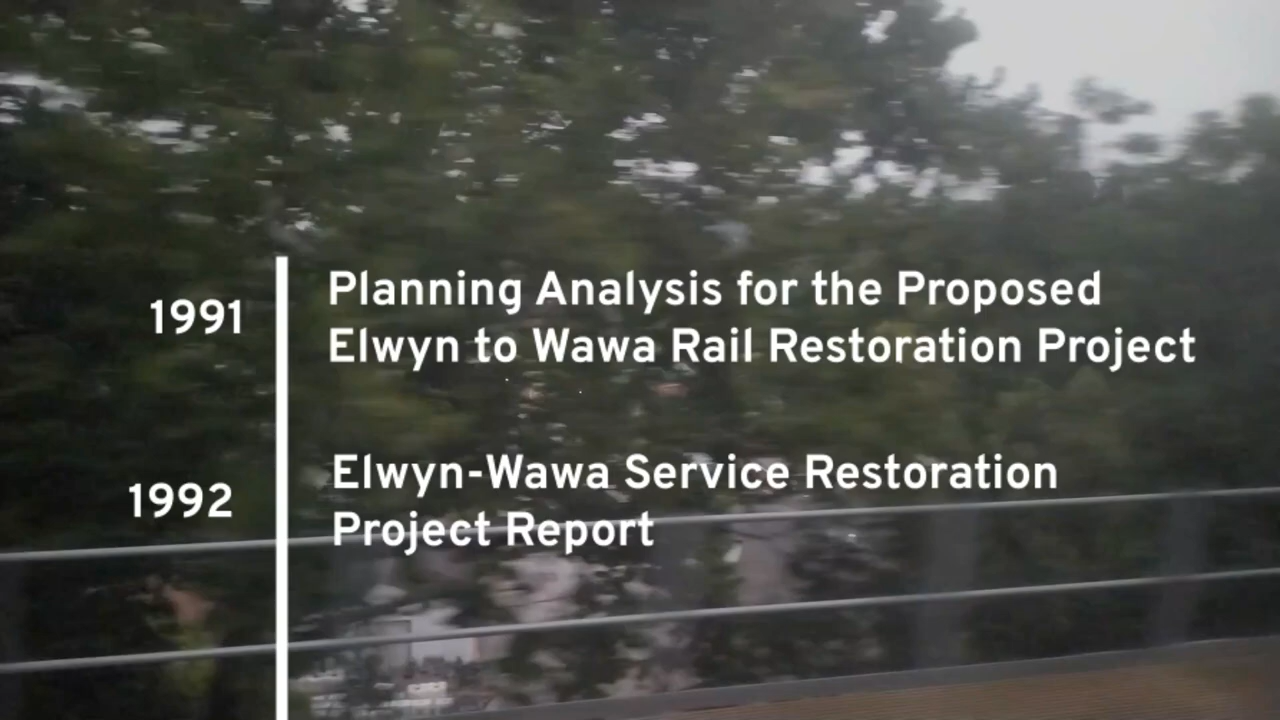 1991
Planning Analysis for the Proposed
Elwyn to Wawa Rail Restoration Project
1992
Elwyn-Wawa Service Restoration
Project Report